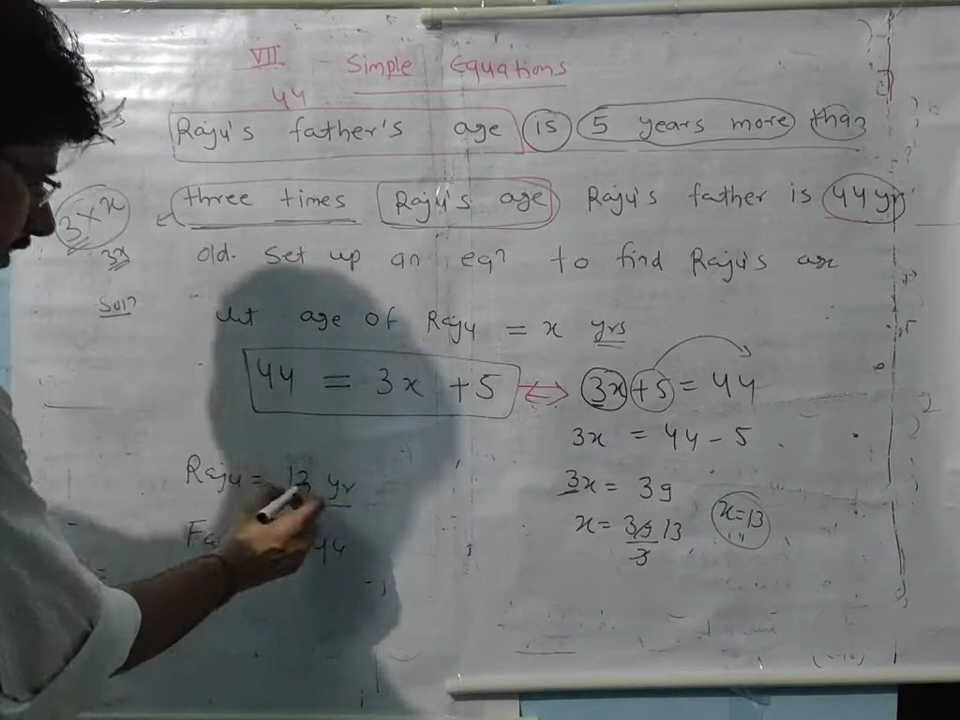 VII - Simple Equations
44
Raju's father's age is 5 years more than
three times Raju's age Raju's father is 44 yr
3 × x
3x
old. Set up an eqn to find Raju's age
Soln
Let age of Raju = x yrs
44 = 3x + 5 ⇔ 3x + 5 = 44
3x = 44 - 5
Raju = 13 yr
3x = 39
x = 39/3 13
x = 13
Fa 44